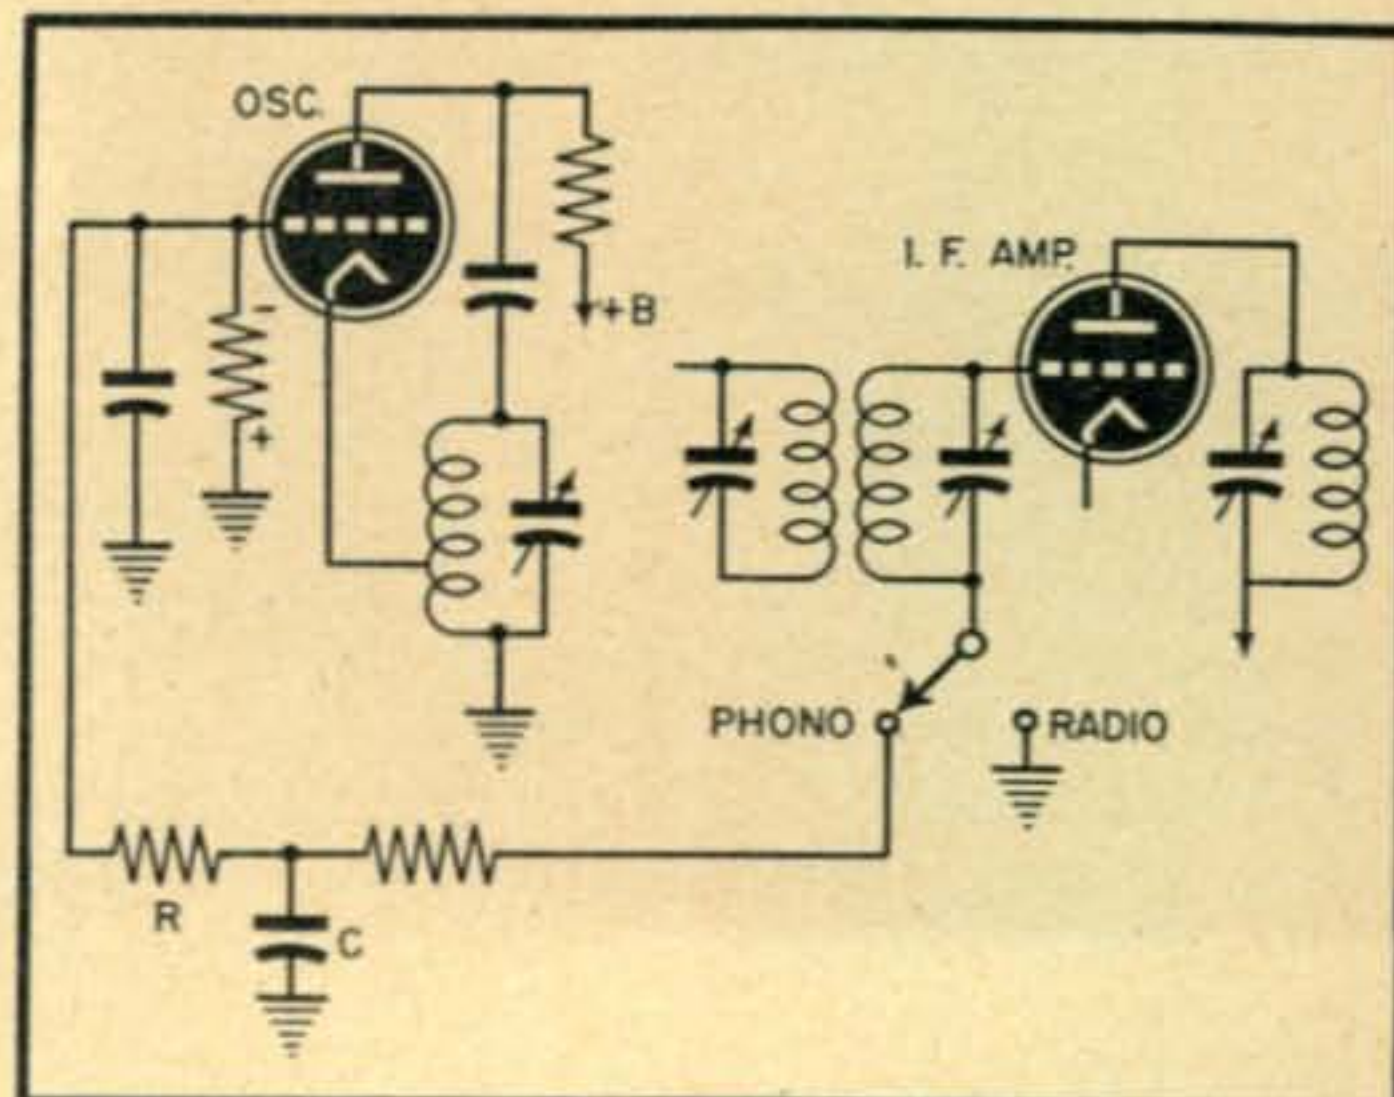 OSC.
+B
I. F. AMP.
-
+
PHONO
RADIO
R
C